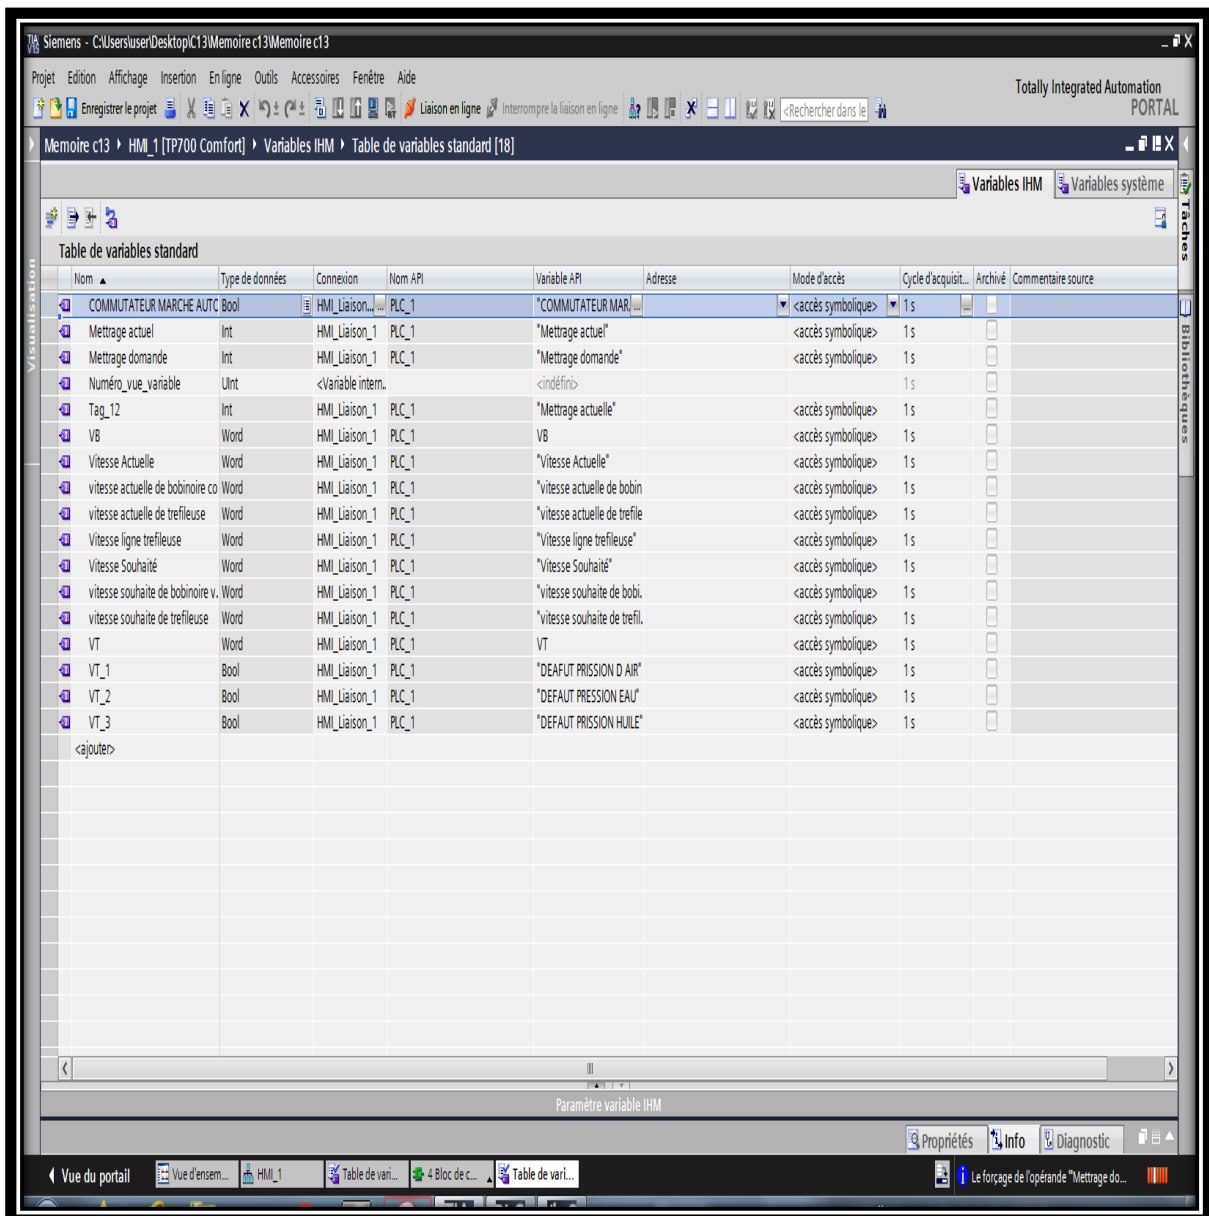 Siemens - C:\Users\user\Desktop\C13\Memoire c13\Memoire c13
Projet Edition Affichage Insertion En ligne Outils Accessoires Fenêtre Aide
Totally Integrated Automation
PORTAL
Enregistrer le projet Liaison en ligne Interrompre la liaison en ligne <Rechercher dans le
Memoire c13 HMI_1 [TP700 Comfort] Variables IHM Table de variables standard [18]
Variables IHM Variables système
Table de variables standard
Nom Type de données Connexion Nom API Variable API Adresse Mode d'accès Cycle d'acquisit... Archivé Commentaire source
COMMUTATEUR MARCHE AUTO Bool HMI_Liaison... ... PLC_1 "COMMUTATEUR MAR. ... <accès symbolique> 1 s ...
Mettrage actuel Int HMI_Liaison_1 PLC_1 "Mettrage actuel" <accès symbolique> 1 s
Mettrage domande Int HMI_Liaison_1 PLC_1 "Mettrage domande" <accès symbolique> 1 s
Numéro_vue_variable UInt <Variable intern.. <indéfini> 1 s
Tag_12 Int HMI_Liaison_1 PLC_1 "Mettrage actuelle" <accès symbolique> 1 s
VB Word HMI_Liaison_1 PLC_1 VB <accès symbolique> 1 s
Vitesse Actuelle Word HMI_Liaison_1 PLC_1 "Vitesse Actuelle" <accès symbolique> 1 s
vitesse actuelle de bobinoire co Word HMI_Liaison_1 PLC_1 "vitesse actuelle de bobin <accès symbolique> 1 s
vitesse actuelle de trefileuse Word HMI_Liaison_1 PLC_1 "vitesse actuelle de trefile <accès symbolique> 1 s
Vitesse ligne trefileuse Word HMI_Liaison_1 PLC_1 "Vitesse ligne trefileuse" <accès symbolique> 1 s
Vitesse Souhaité Word HMI_Liaison_1 PLC_1 "Vitesse Souhaité" <accès symbolique> 1 s
vitesse souhaite de bobinoire v. Word HMI_Liaison_1 PLC_1 "vitesse souhaite de bobi. <accès symbolique> 1 s
vitesse souhaite de trefileuse Word HMI_Liaison_1 PLC_1 "vitesse souhaite de trefil. <accès symbolique> 1 s
VT Word HMI_Liaison_1 PLC_1 VT <accès symbolique> 1 s
VT_1 Bool HMI_Liaison_1 PLC_1 "DEAFUT PRISSION D AIR" <accès symbolique> 1 s
VT_2 Bool HMI_Liaison_1 PLC_1 "DEFAUT PRESSION EAU" <accès symbolique> 1 s
VT_3 Bool HMI_Liaison_1 PLC_1 "DEFAUT PRISSION HUILE" <accès symbolique> 1 s
<ajouter>
Visualisation
Tâches
Bibliothèques
Paramètre variable IHM
Propriétés Info Diagnostic
Vue du portail Vue d'ensem... HMI_1 Table de vari... 4 Bloc de c... Table de vari... Le forçage de l'opérande "Mettrage do...